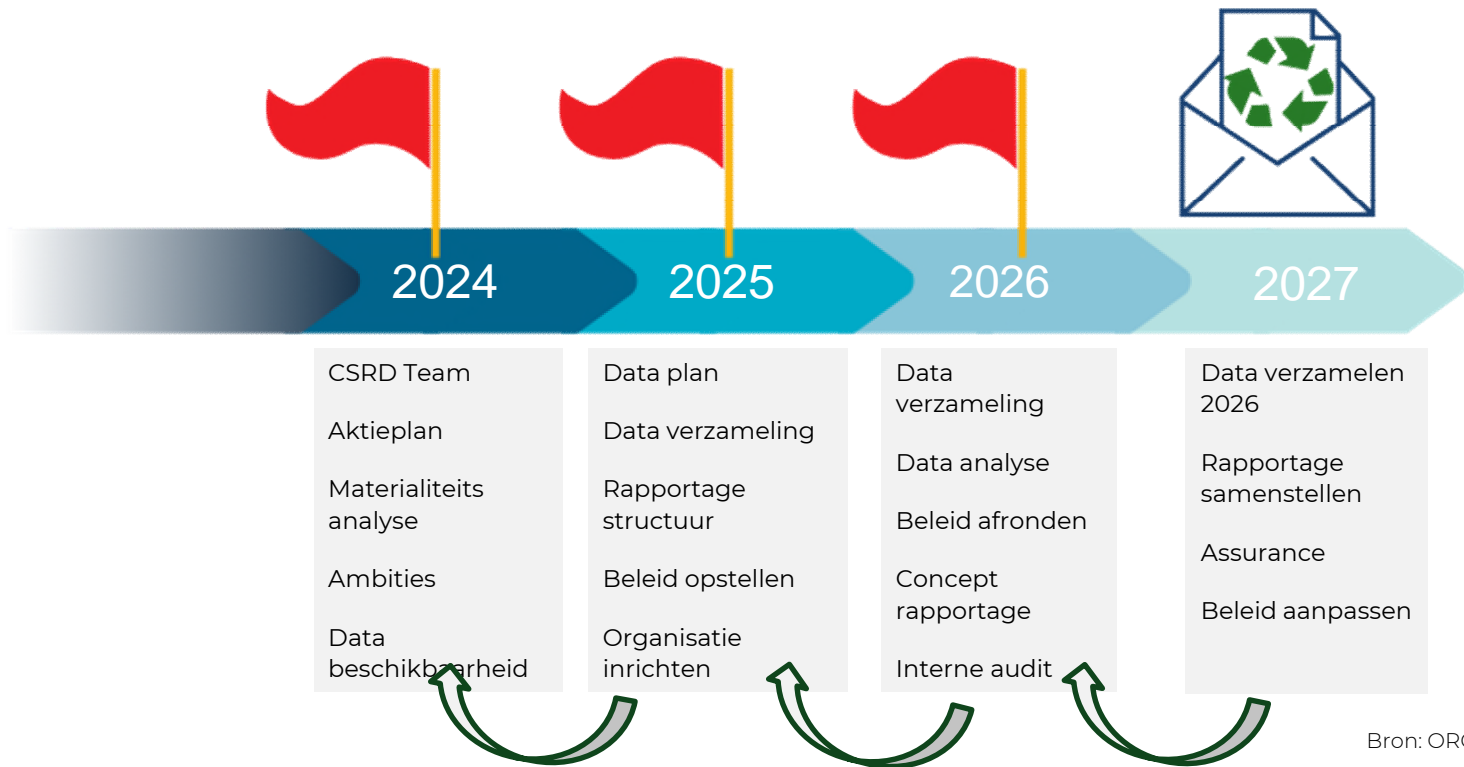 2024
2025
2026
2027
CSRD Team
Aktieplan
Materialiteits
analyse
Ambities
Data
beschikbaarheid
Data plan
Data verzameling
Rapportage
structuur
Beleid opstellen
Organisatie
inrichten
Data
verzameling
Data analyse
Beleid afronden
Concept
rapportage
Interne audit
Data verzamelen
2026
Rapportage
samenstellen
Assurance
Beleid aanpassen
Bron: